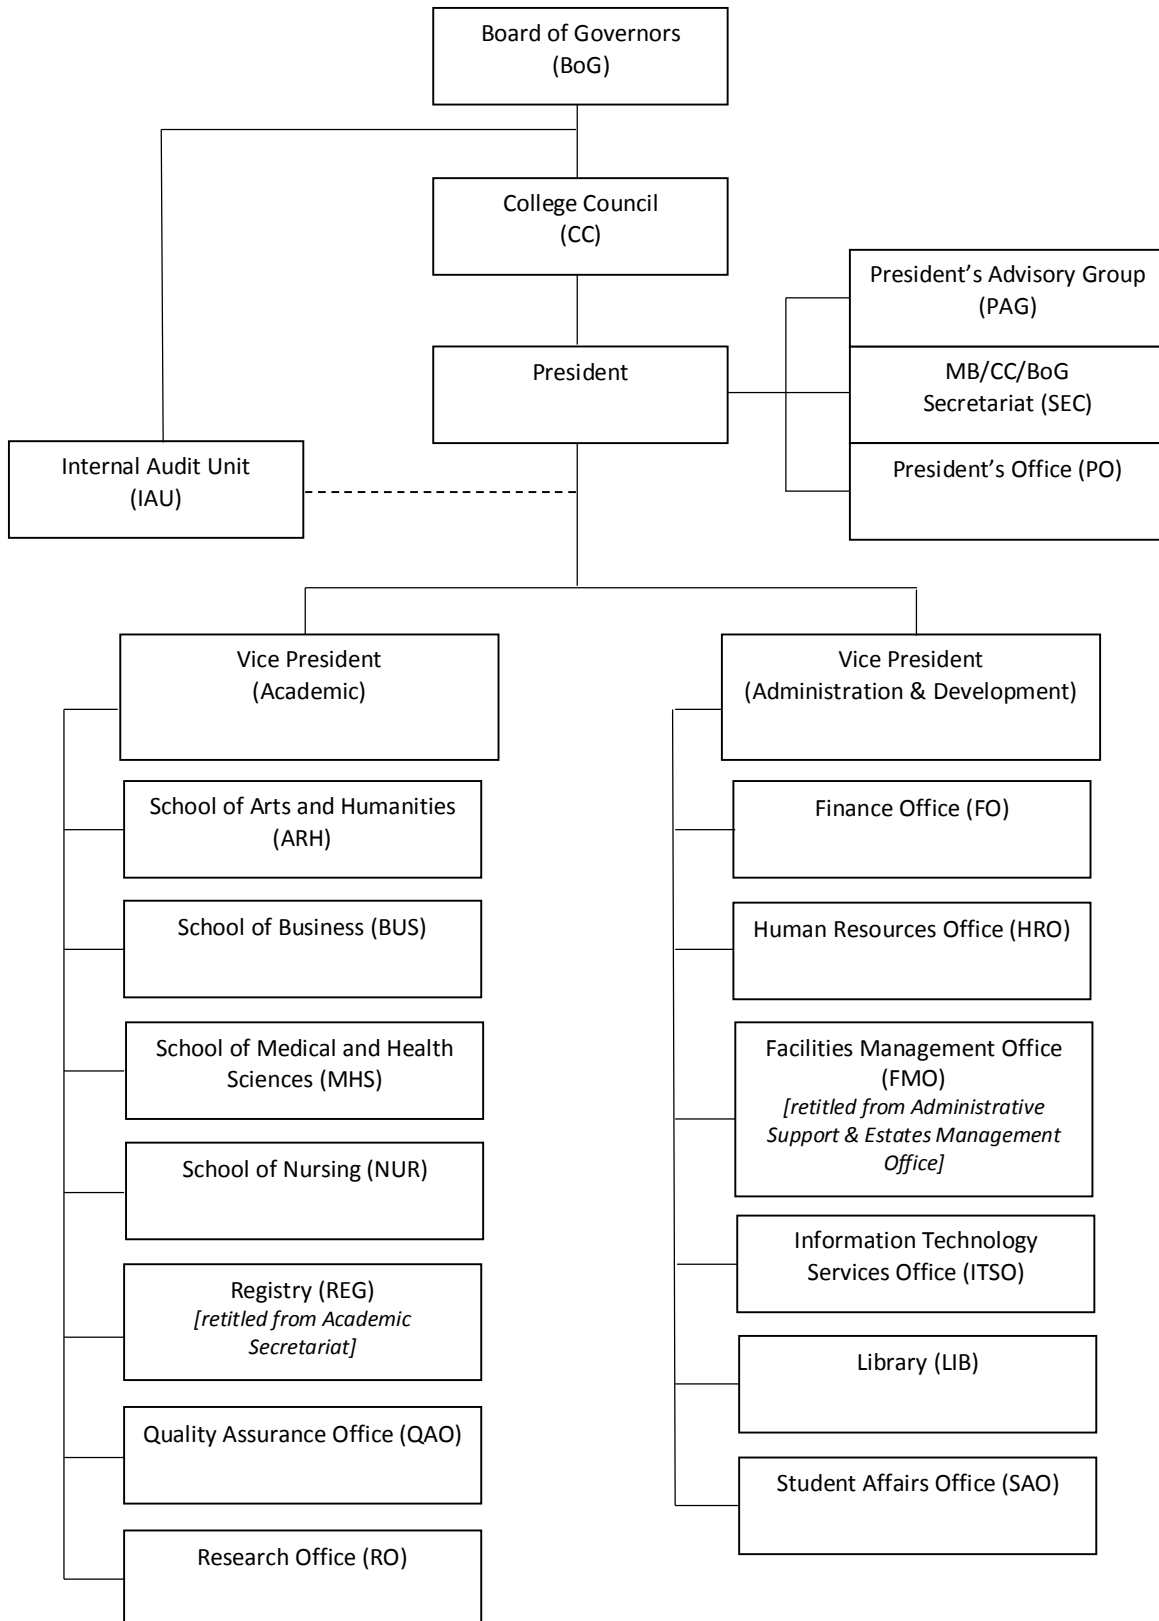 Board of Governors
(BoG)
College Council
(CC)
President's Advisory Group
(PAG)
President
MB/CC/BoG
Secretariat (SEC)
President's Office (PO)
Internal Audit Unit
(IAU)
Vice President
(Academic)
School of Arts and Humanities
(ARH)
School of Business (BUS)
School of Medical and Health
Sciences (MHS)
School of Nursing (NUR)
Registry (REG)
[retitled from Academic
Secretariat]
Quality Assurance Office (QAO)
Research Office (RO)
Vice President
(Administration & Development)
Finance Office (FO)
Human Resources Office (HRO)
Facilities Management Office
(FMO)
[retitled from Administrative
Support & Estates Management
Office]
Information Technology
Services Office (ITSO)
Library (LIB)
Student Affairs Office (SAO)